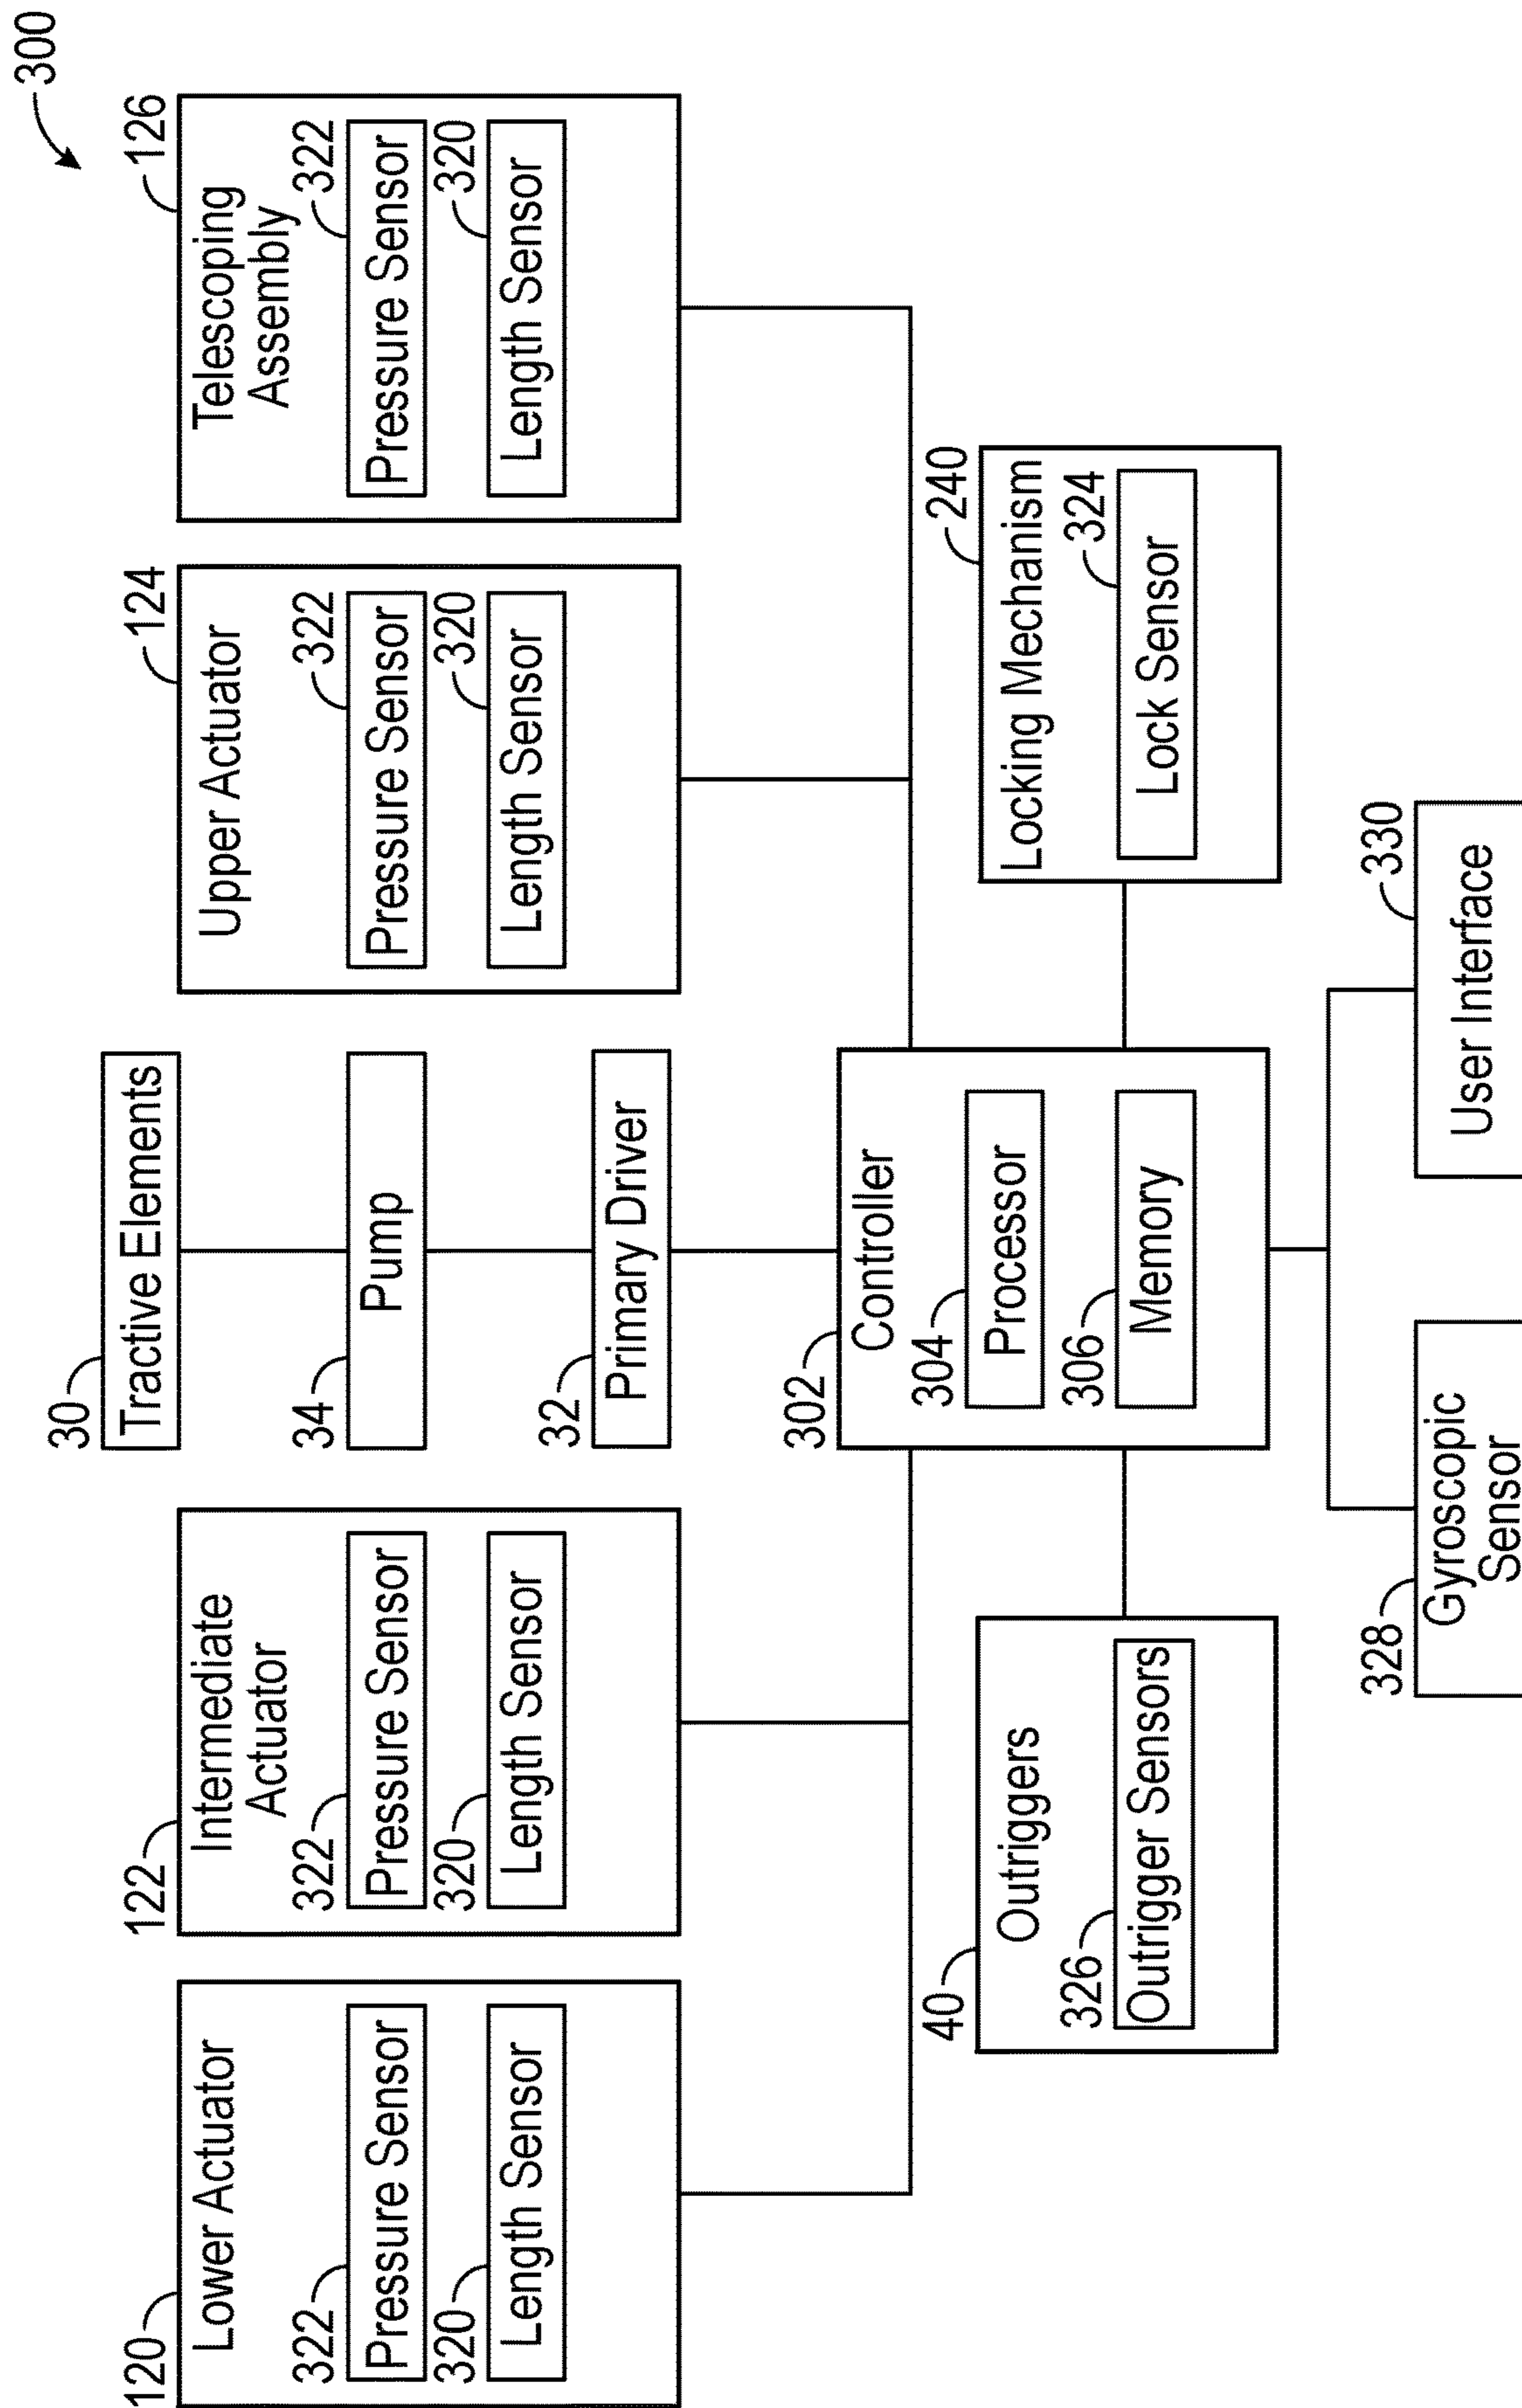 300
120
Lower Actuator
322
Pressure Sensor
320
Length Sensor
122
Intermediate
Actuator
322
Pressure Sensor
320
Length Sensor
30
Tractive Elements
34
Pump
32
Primary Driver
124
Upper Actuator
322
Pressure Sensor
320
Length Sensor
126
Telescoping
Assembly
322
Pressure Sensor
320
Length Sensor
302
Controller
304
Processor
306
Memory
40
Outriggers
326
Outrigger Sensors
240
Locking Mechanism
324
Lock Sensor
328
Gyroscopic
Sensor
330
User Interface